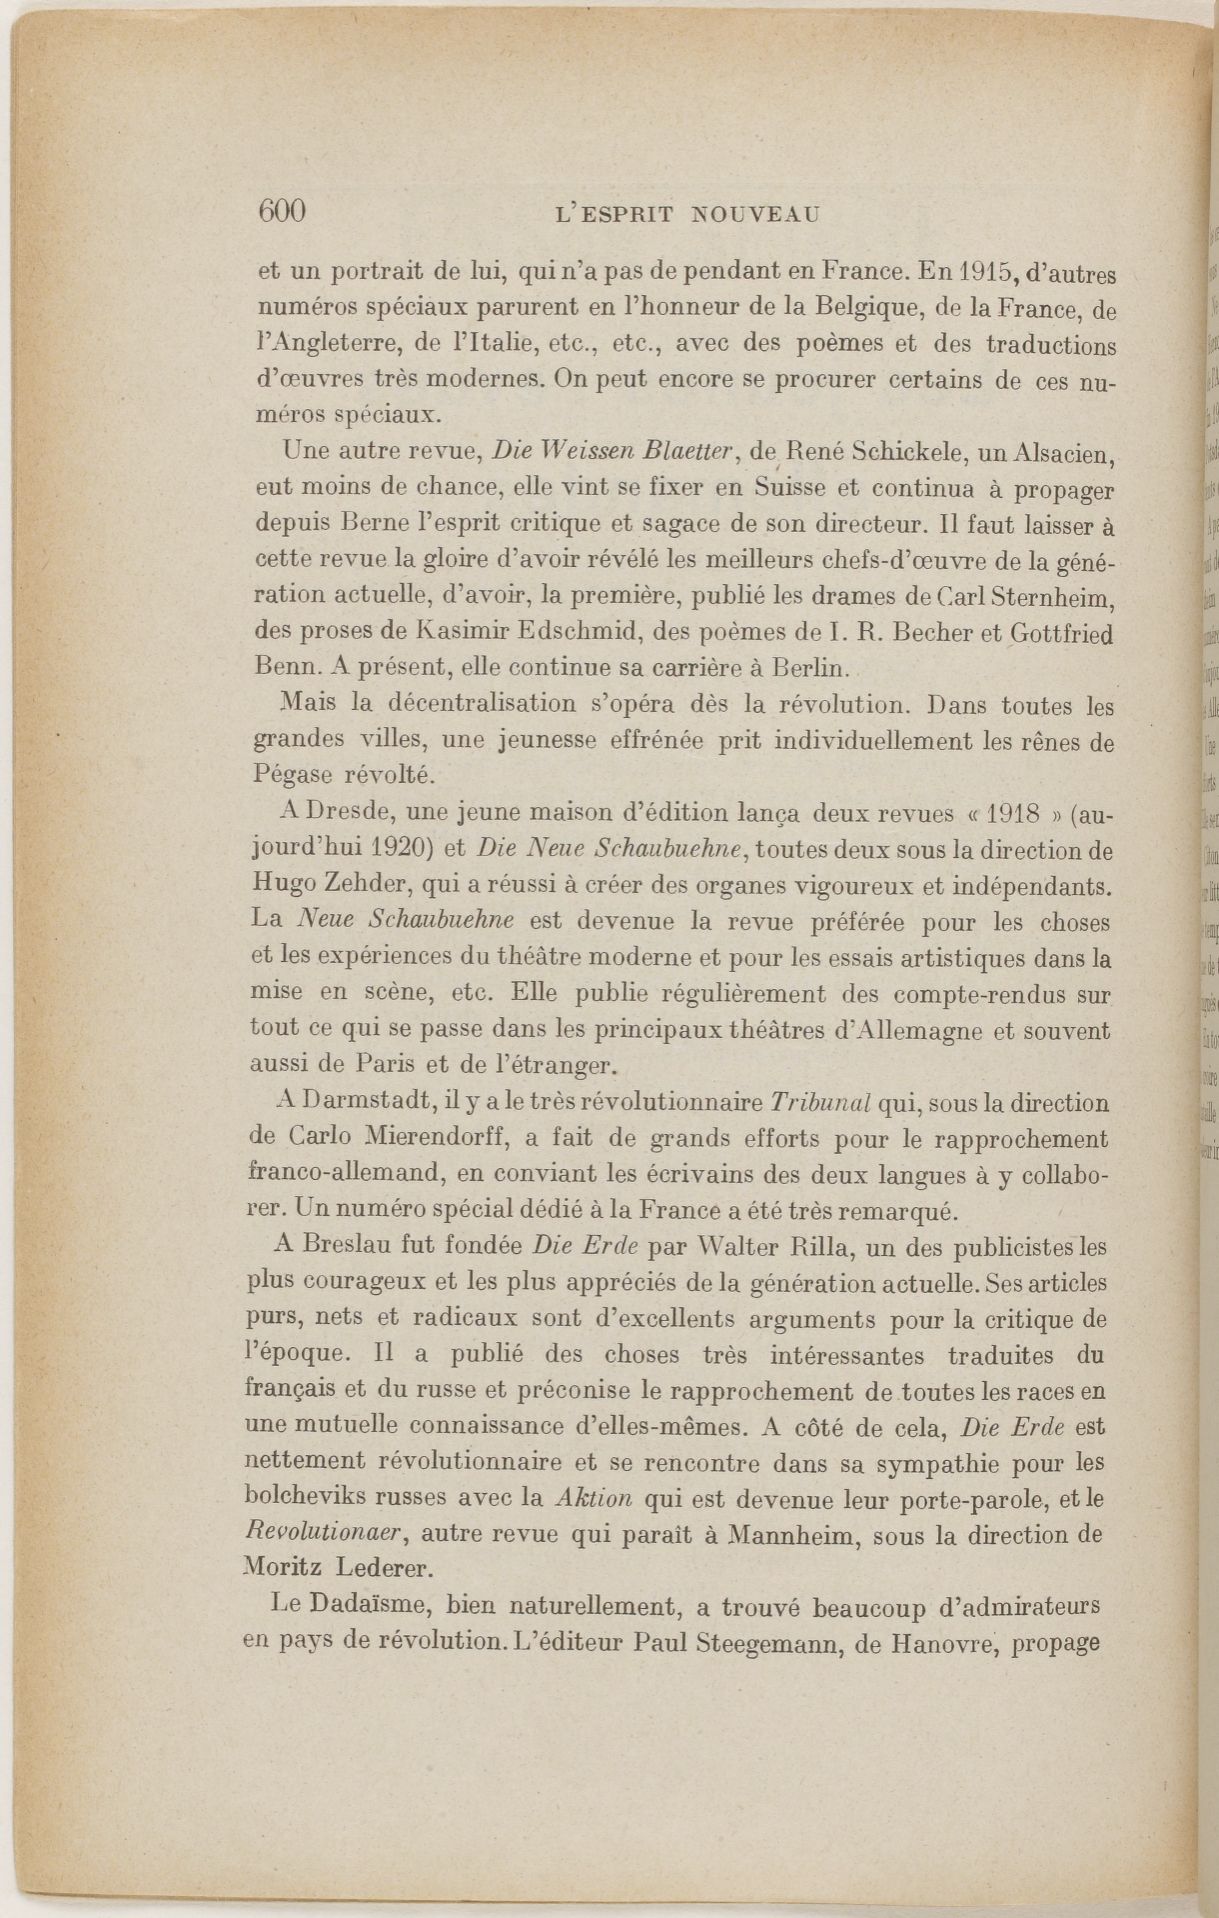 600 L'ESPRIT NOUVEAU
et un portrait de lui, qui n'a pas de pendant en France. En 1915, d'autres
numéros spéciaux parurent en l'honneur de la Belgique, de la France, de
l'Angleterre, de l'Italie, etc., etc., avec des poèmes et des traductions
d'œuvres très modernes. On peut encore se procurer certains de ces nu-
méros spéciaux.
Une autre revue, Die Weissen Blaetter, de René Schickele, un Alsacien,
eut moins de chance, elle vint se fixer en Suisse et continua à propager
depuis Berne l'esprit critique et sagace de son directeur. Il faut laisser à
cette revue la gloire d'avoir révélé les meilleurs chefs-d'œuvre de la géné-
ration actuelle, d'avoir, la première, publié les drames de Carl Sternheim,
des proses de Kasimir Edschmid, des poèmes de I. R. Becher et Gottfried
Benn. A présent, elle continue sa carrière à Berlin.
Mais la décentralisation s'opéra dès la révolution. Dans toutes les
grandes villes, une jeunesse effrénée prit individuellement les rênes de
Pégase révolté.
A Dresde, une jeune maison d'édition lança deux revues « 1918 » (au-
jourd'hui 1920) et Die Neue Schaubuehne, toutes deux sous la direction de
Hugo Zehder, qui a réussi à créer des organes vigoureux et indépendants.
La Neue Schaubuehne est devenue la revue préférée pour les choses
et les expériences du théâtre moderne et pour les essais artistiques dans la
mise en scène, etc. Elle publie régulièrement des compte-rendus sur
tout ce qui se passe dans les principaux théâtres d'Allemagne et souvent
aussi de Paris et de l'étranger.
A Darmstadt, il y a le très révolutionnaire Tribunal qui, sous la direction
de Carlo Mierendorff, a fait de grands efforts pour le rapprochement
franco-allemand, en conviant les écrivains des deux langues à y collabo-
rer. Un numéro spécial dédié à la France a été très remarqué.
A Breslau fut fondée Die Erde par Walter Rilla, un des publicistes les
plus courageux et les plus appréciés de la génération actuelle. Ses articles
purs, nets et radicaux sont d'excellents arguments pour la critique de
l'époque. Il a publié des choses très intéressantes traduites du
français et du russe et préconise le rapprochement de toutes les races en
une mutuelle connaissance d'elles-mêmes. A côté de cela, Die Erde est
nettement révolutionnaire et se rencontre dans sa sympathie pour les
bolcheviks russes avec la Aktion qui est devenue leur porte-parole, et le
Revolutionaer, autre revue qui paraît à Mannheim, sous la direction de
Moritz Lederer.
Le Dadaïsme, bien naturellement, a trouvé beaucoup d'admirateurs
en pays de révolution. L'éditeur Paul Steegemann, de Hanovre, propage